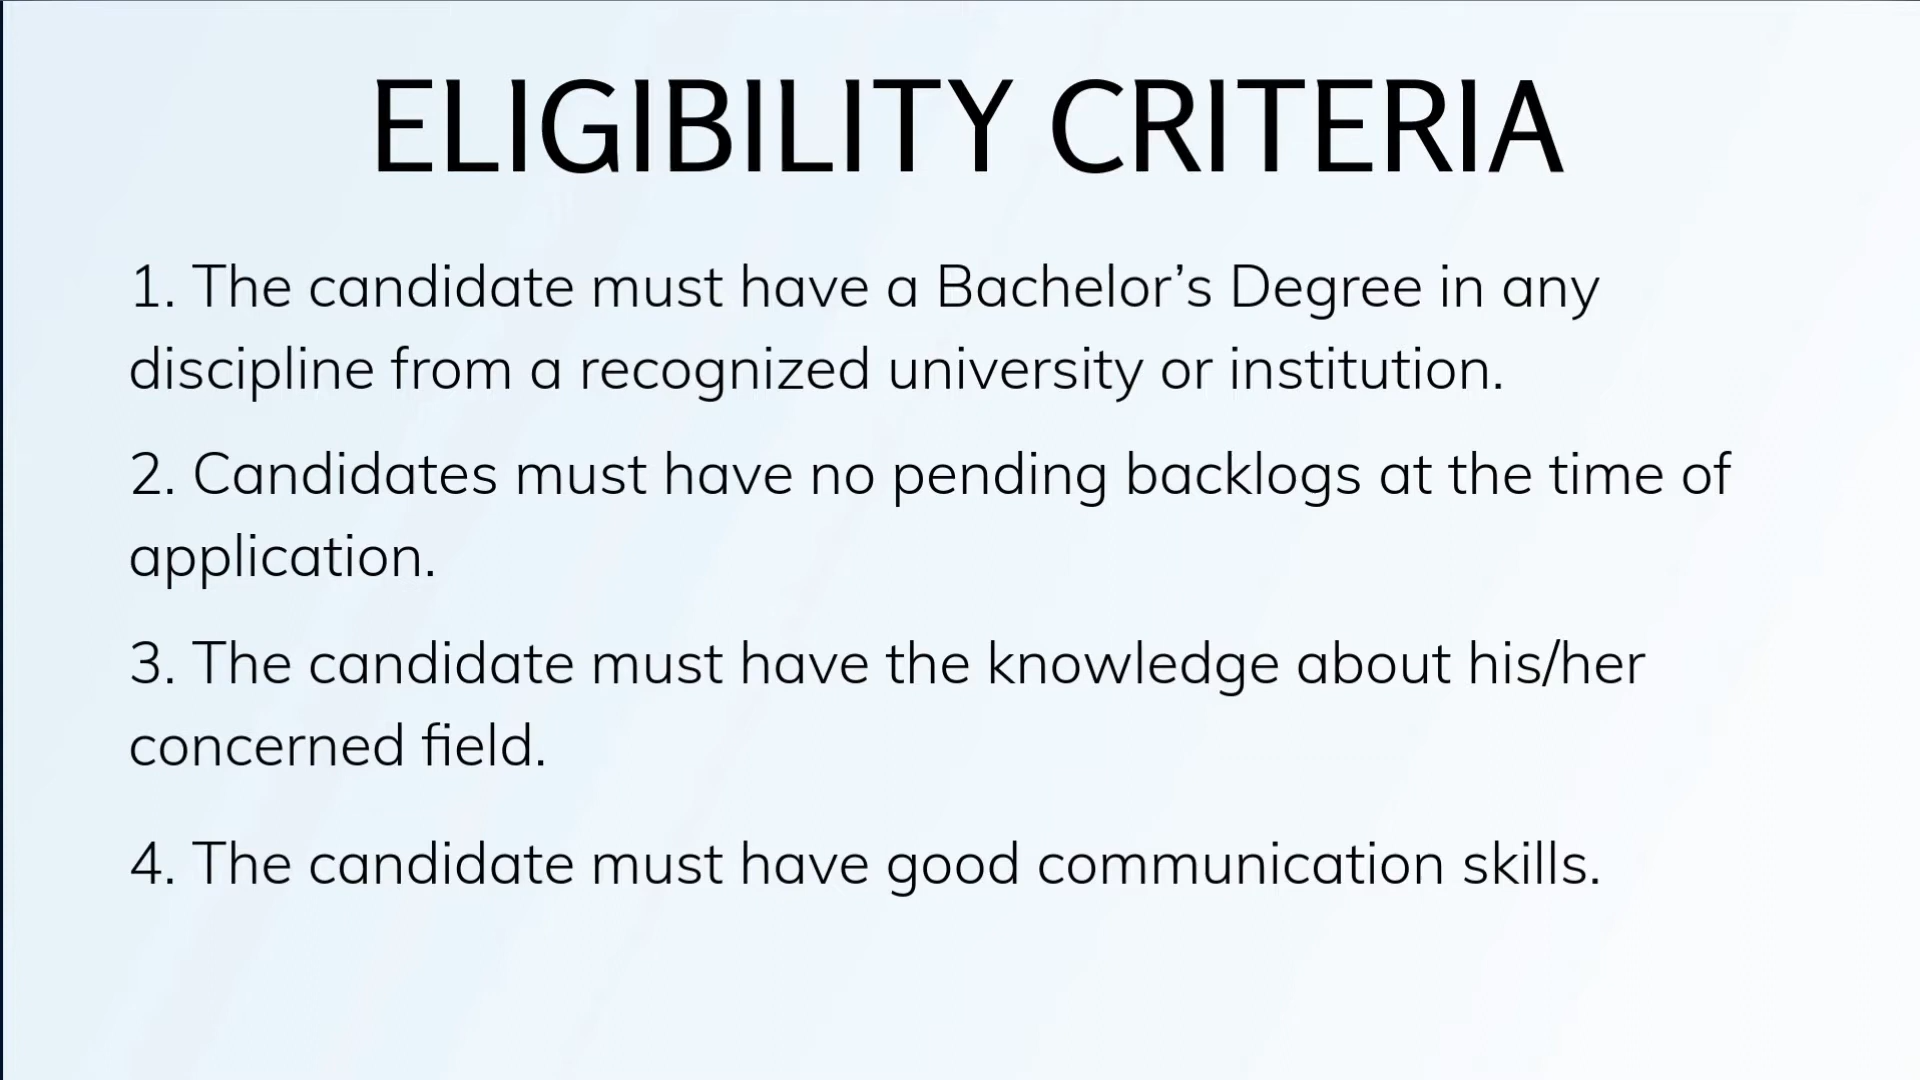 ELIGIBILITY CRITERIA
1. The candidate must have a Bachelor’s Degree in any
discipline from a recognized university or institution.
2. Candidates must have no pending backlogs at the time of
application.
3. The candidate must have the knowledge about his/her
concerned field.
4. The candidate must have good communication skills.